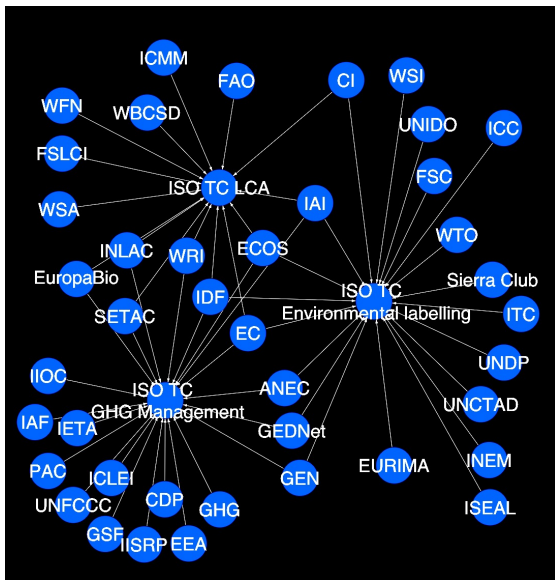 ICMM
FAO
CI
WSI
WFN
WBCSD
UNIDO
ICC
FSLCI
FSC
ISO TC LCA
WSA
IAI
WTO
INLAC
WRI
ECOS
EuropaBio
Sierra Club
ISO TC
Environmental labelling
IDF
SETAC
ITC
EC
UNDP
IIOC
ISO TC
GHG Management
ANEC
UNCTAD
IAF
IETA
GEDNet
PAC
ICLEI
GEN
EURIMA
INEM
UNFCCC
CDP
GHG
ISEAL
GSF
IISRP
EEA